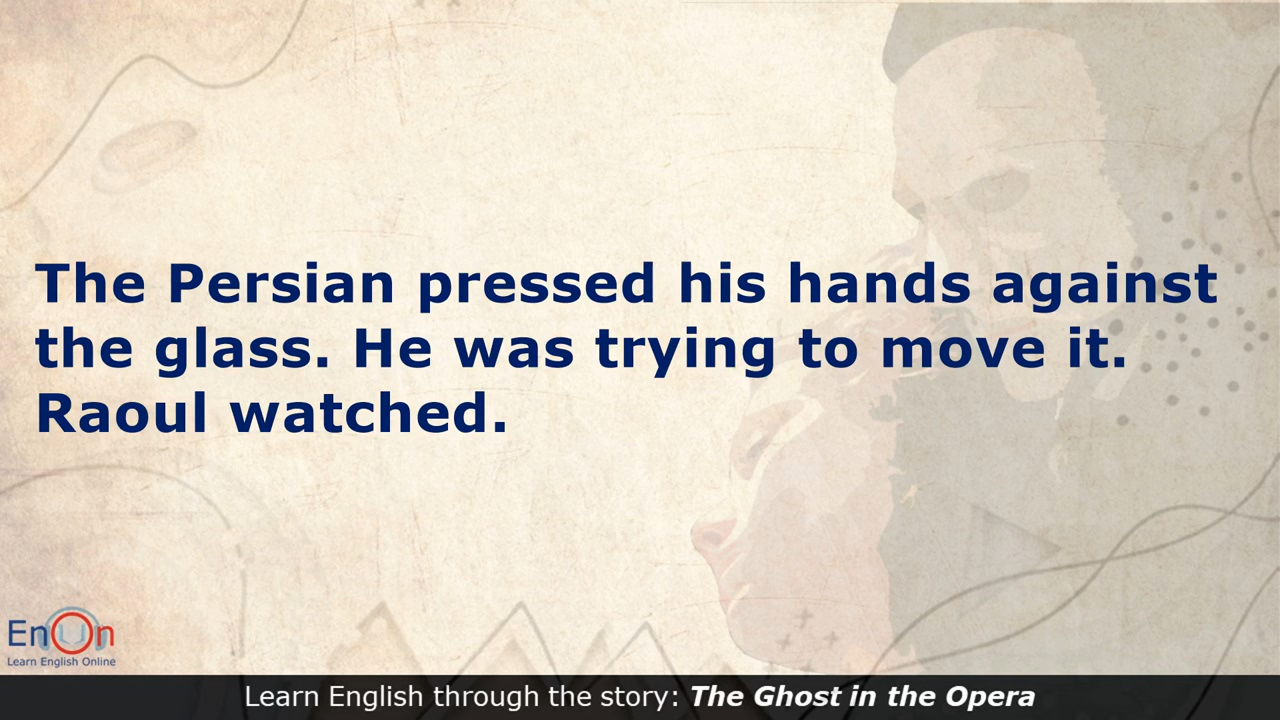 The Persian pressed his hands against
the glass. He was trying to move it.
Raoul watched.
EnOn
Learn English Online
Learn English through the story: The Ghost in the Opera